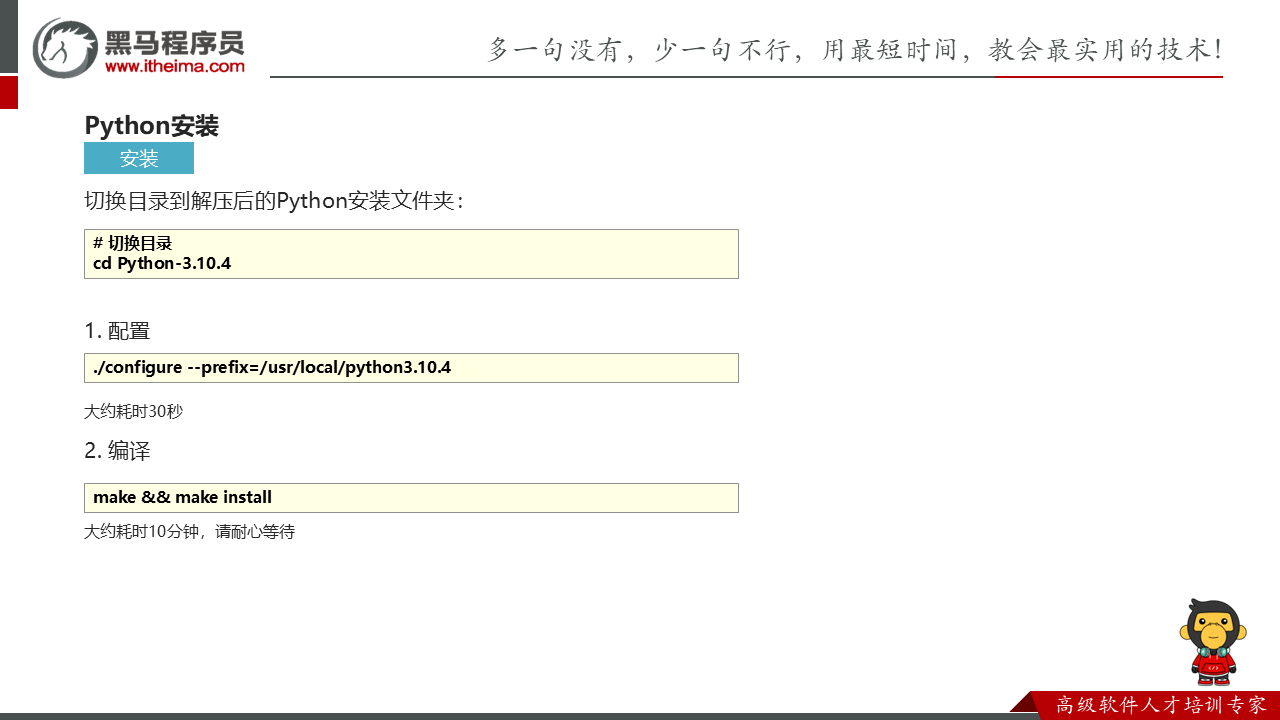 黑马程序员
www.itheima.com
多一句没有，少一句不行，用最短时间，教会最实用的技术！
Python安装
安装
切换目录到解压后的Python安装文件夹：
# 切换目录
cd Python-3.10.4
1. 配置
./configure --prefix=/usr/local/python3.10.4
大约耗时30秒
2. 编译
make && make install
大约耗时10分钟，请耐心等待
高级软件人才培训专家